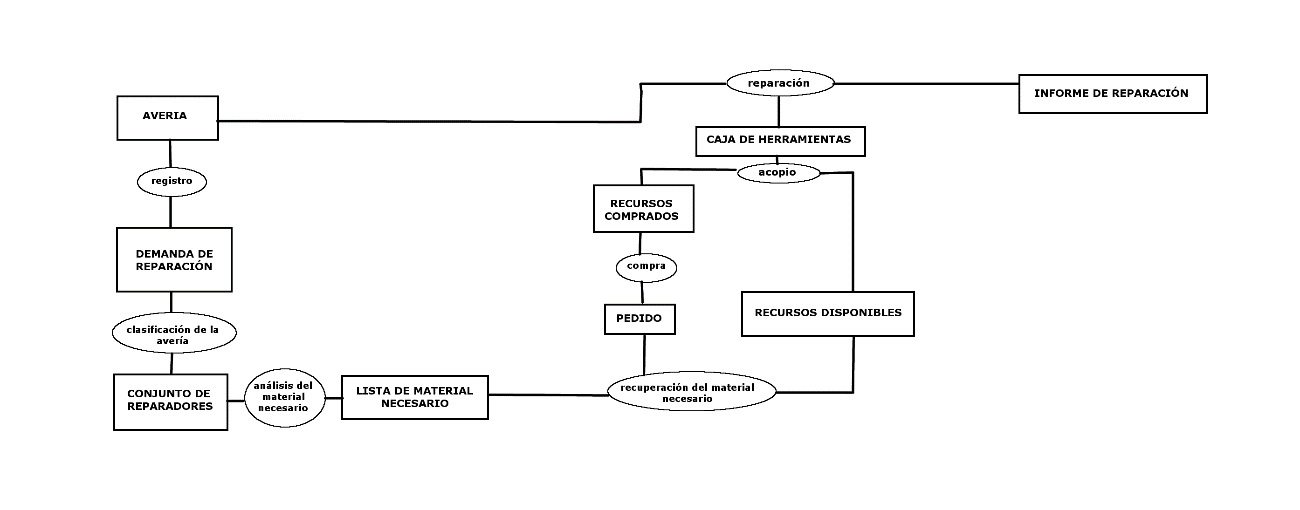 reparación
INFORME DE REPARACIÓN
AVERIA
CAJA DE HERRAMIENTAS
acopio
registro
RECURSOS
COMPRADOS
DEMANDA DE
REPARACIÓN
compra
RECURSOS DISPONIBLES
PEDIDO
clasificación de la
avería
CONJUNTO DE
REPARADORES
análisis del
material
necesario
LISTA DE MATERIAL
NECESARIO
recuperación del material
necesario